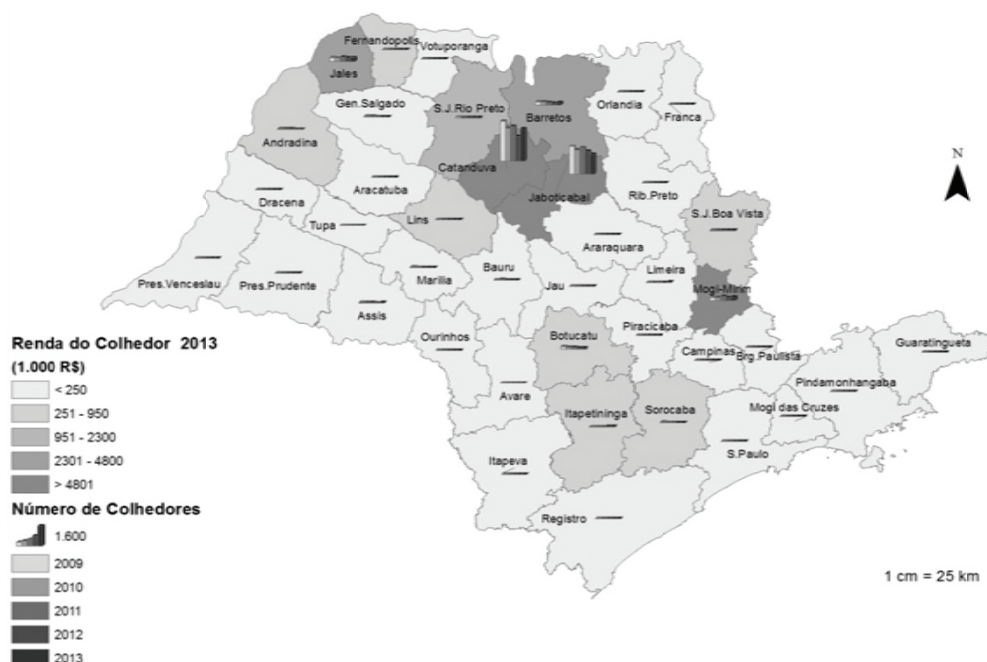 Fernandopolis
Votuporanga
Jales
Gen.Salgado
S.J.Rio Preto
Barretos
Orlandia
Franca
Andradina
Catanduva
Jaboticabal
Aracatuba
Rib.Preto
Dracena
Lins
Tupa
S.J.Boa Vista
Araraquara
Pres.Venceslau
Pres.Prudente
Marilia
Bauru
Jau
Limeira
Mogi-Mirim
Assis
Ourinhos
Botucatu
Piracicaba
Campinas
Brg.Paulista
Guaratingueta
Pindamonhangaba
Avare
Itapetininga
Sorocaba
Mogi das Cruzes
S.Paulo
Itapeva
Registro
N
Renda do Colhedor 2013
(1.000 R$)
< 250
251 - 950
951 - 2300
2301 - 4800
> 4801
Número de Colhedores
1.600
2009
2010
2011
2012
2013
1 cm = 25 km